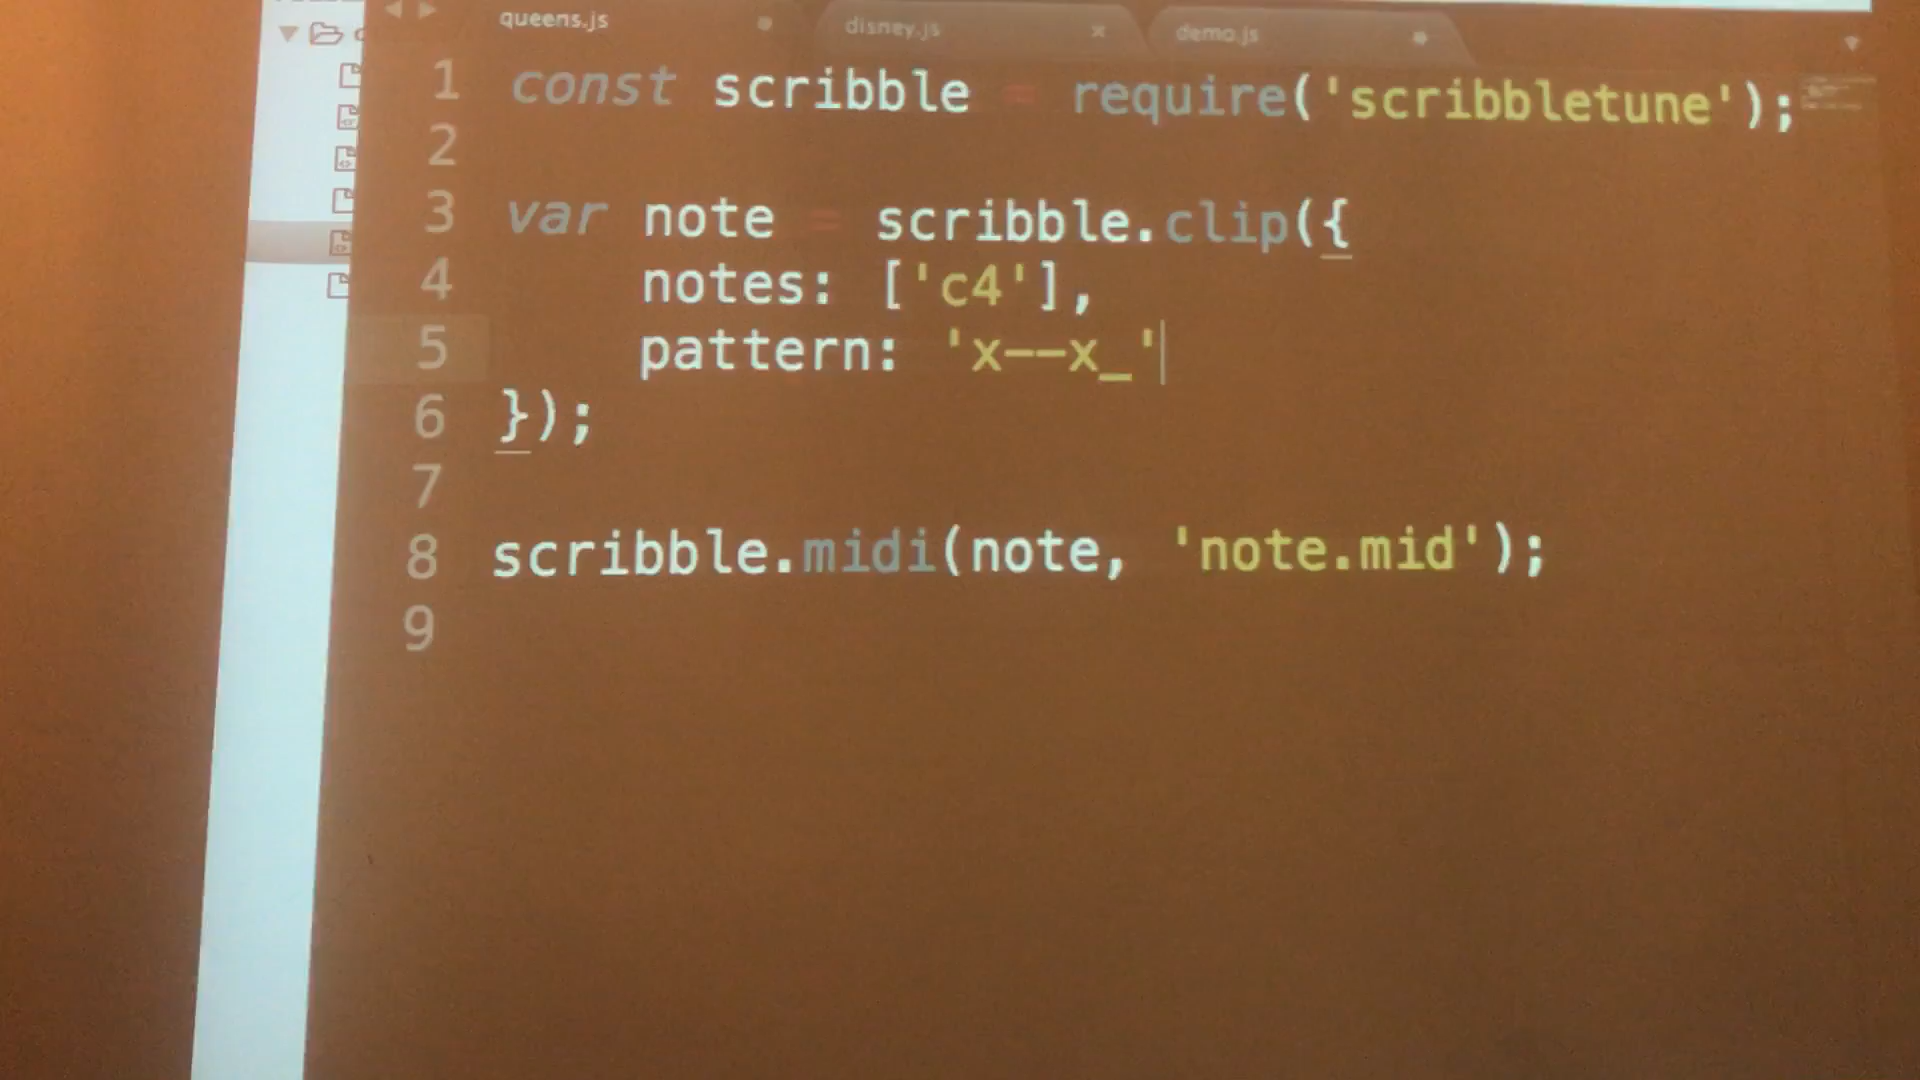 queens.js disney.js demo.js
1 const scribble = require('scribbletune');
2
3 var note = scribble.clip({
4 notes: ['c4'],
5 pattern: 'x--x_'
6 });
7
8 scribble.midi(note, 'note.mid');
9